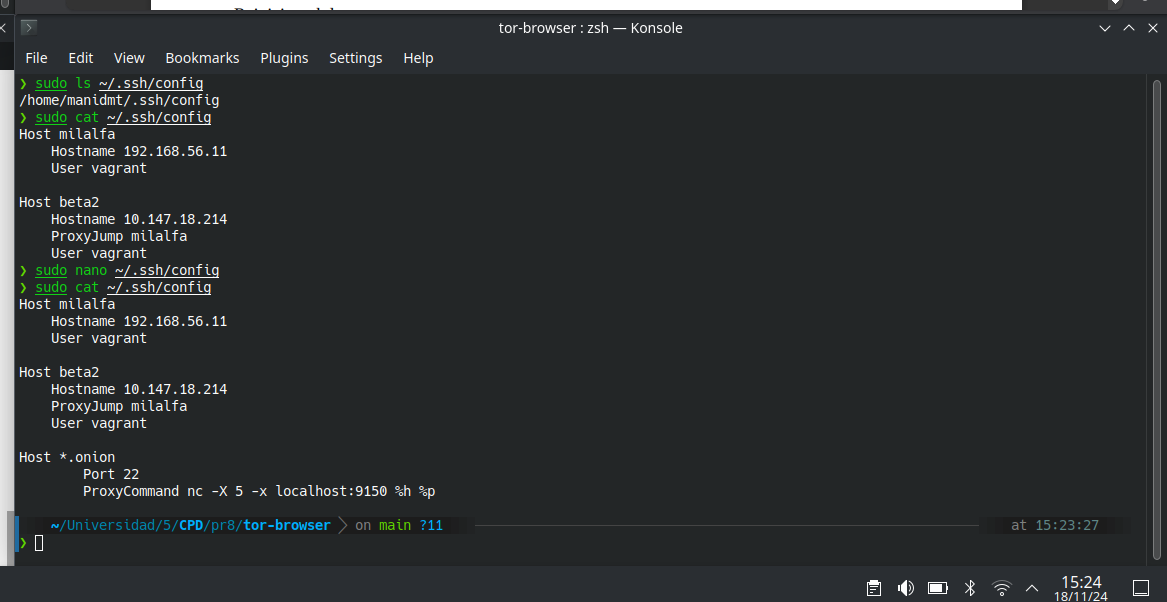 tor-browser : zsh — Konsole
File Edit View Bookmarks Plugins Settings Help
❯ sudo ls ~/.ssh/config
/home/manidmt/.ssh/config
❯ sudo cat ~/.ssh/config
Host milalfa
    Hostname 192.168.56.11
    User vagrant

Host beta2
    Hostname 10.147.18.214
    ProxyJump milalfa
    User vagrant
❯ sudo nano ~/.ssh/config
❯ sudo cat ~/.ssh/config
Host milalfa
    Hostname 192.168.56.11
    User vagrant

Host beta2
    Hostname 10.147.18.214
    ProxyJump milalfa
    User vagrant

Host *.onion
        Port 22
        ProxyCommand nc -X 5 -x localhost:9150 %h %p

~/Universidad/5/CPD/pr8/tor-browser on main ?11 at 15:23:27
❯
15:24
18/11/24